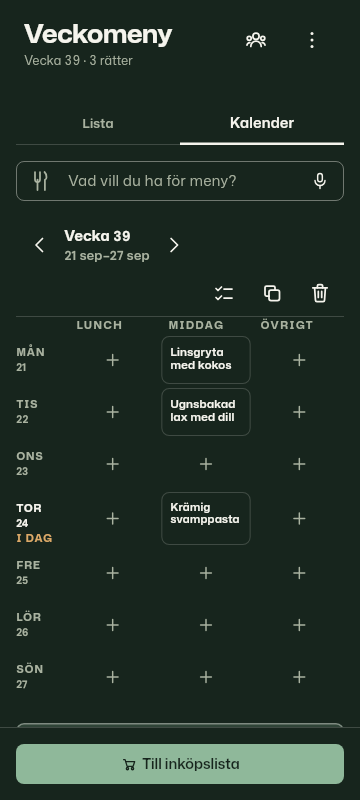 Veckomeny
Vecka 39 · 3 rätter
Lista
Kalender
Vad vill du ha för meny?
Vecka 39
21 sep–27 sep
LUNCH MIDDAG ÖVRIGT
MÅN
21
Linsgryta
med kokos
TIS
22
Ugnsbakad
lax med dill
ONS
23
TOR
24
I DAG
Krämig
svamppasta
FRE
25
LÖR
26
SÖN
27
Till inköpslista